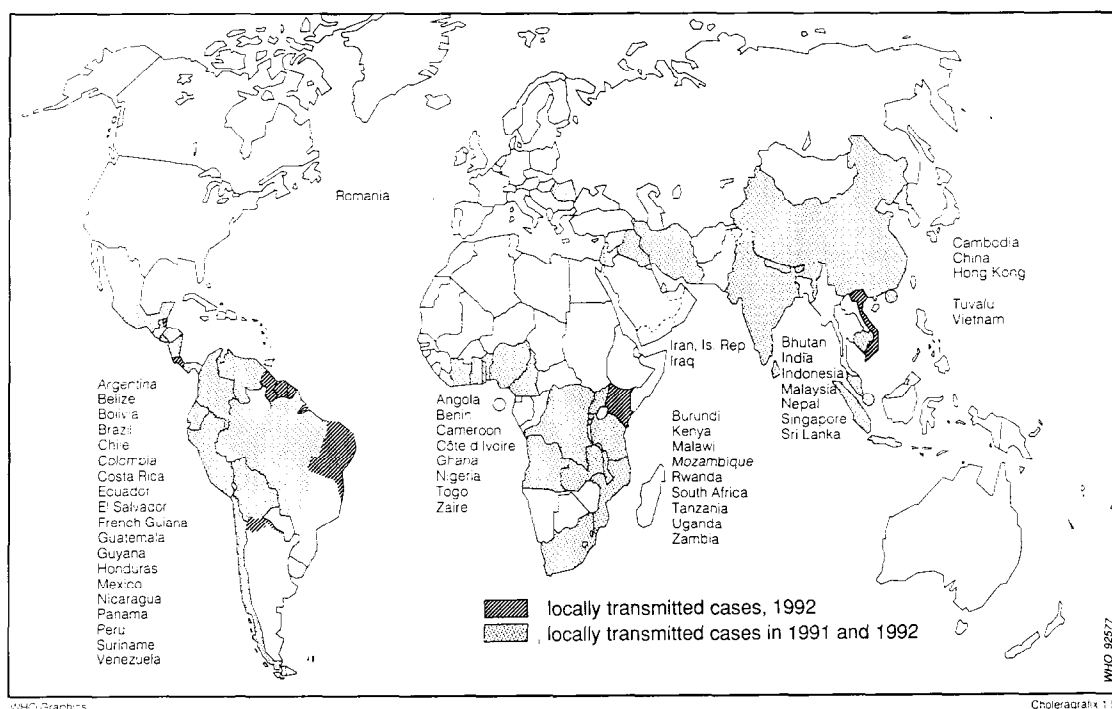 Romania
Cambodia
China
Hong Kong
Tuvalu
Vietnam
Iran, Is. Rep
Iraq
Bhutan
India
Indonesia
Malaysia
Nepal
Singapore
Sri Lanka
Argentina
Belize
Bolivia
Brazil
Chile
Colombia
Costa Rica
Ecuador
El Salvador
French Guiana
Guatemala
Guyana
Honduras
Mexico
Nicaragua
Panama
Peru
Suriname
Venezuela
Angola
Benin
Cameroon
Côte d Ivoire
Ghana
Nigeria
Togo
Zaire
Burundi
Kenya
Malawi
Mozambique
Rwanda
South Africa
Tanzania
Uganda
Zambia
locally transmitted cases, 1992
locally transmitted cases in 1991 and 1992
WHO 92577
WHO Graphics
Choleragrafix 1